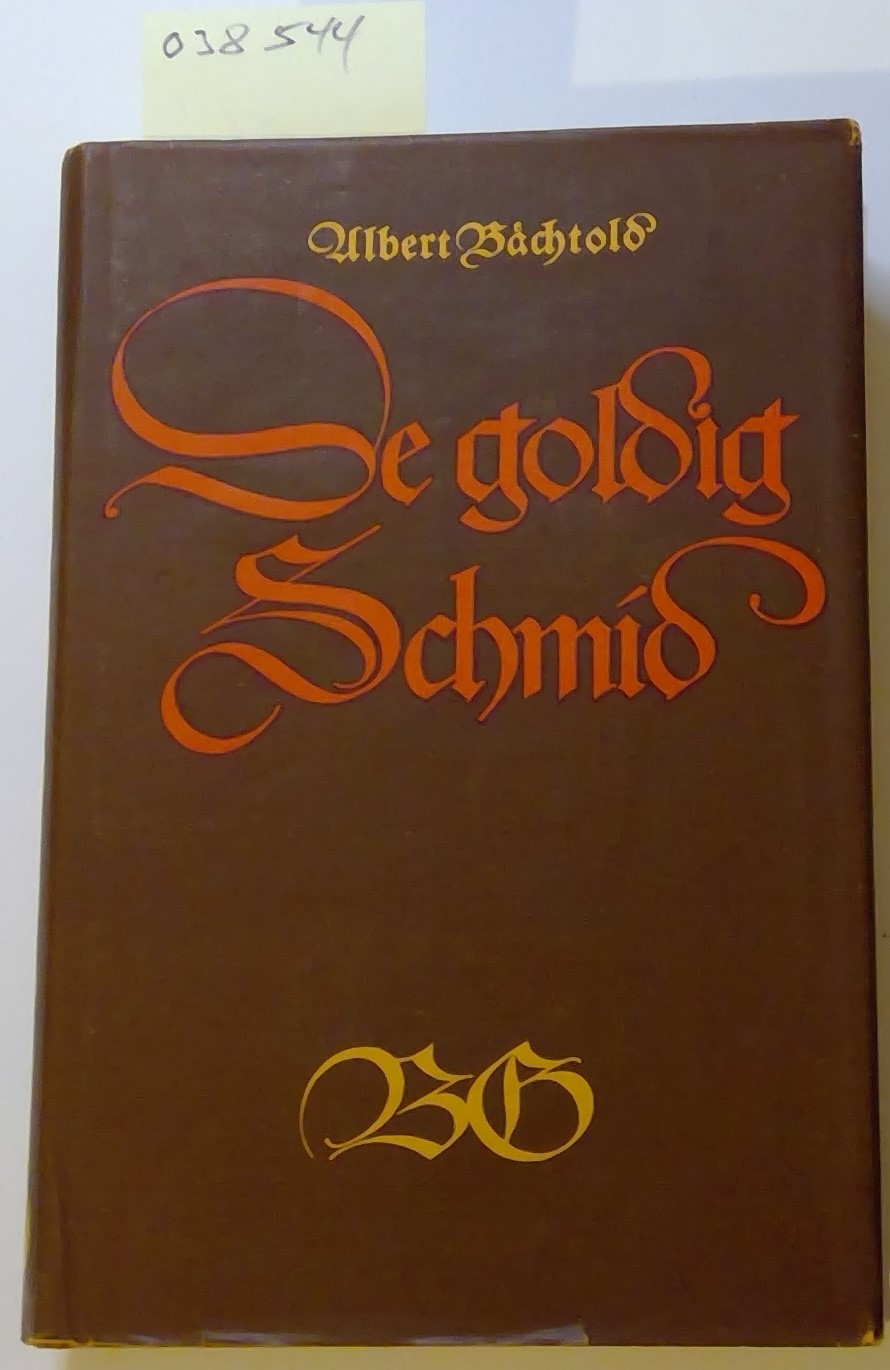 038 544
Albert Bächtold
De goldig
Schmid
BG